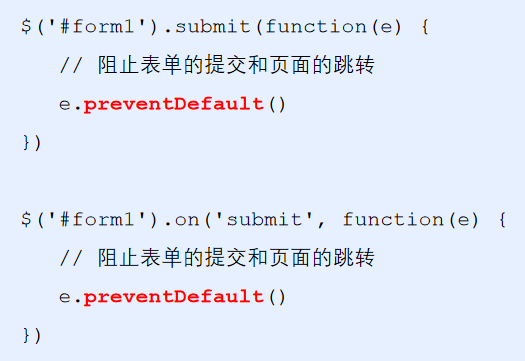 $('#form1').submit(function(e) {
// 阻止表单的提交和页面的跳转
e.preventDefault()
})
$('#form1').on('submit', function(e) {
// 阻止表单的提交和页面的跳转
e.preventDefault()
})